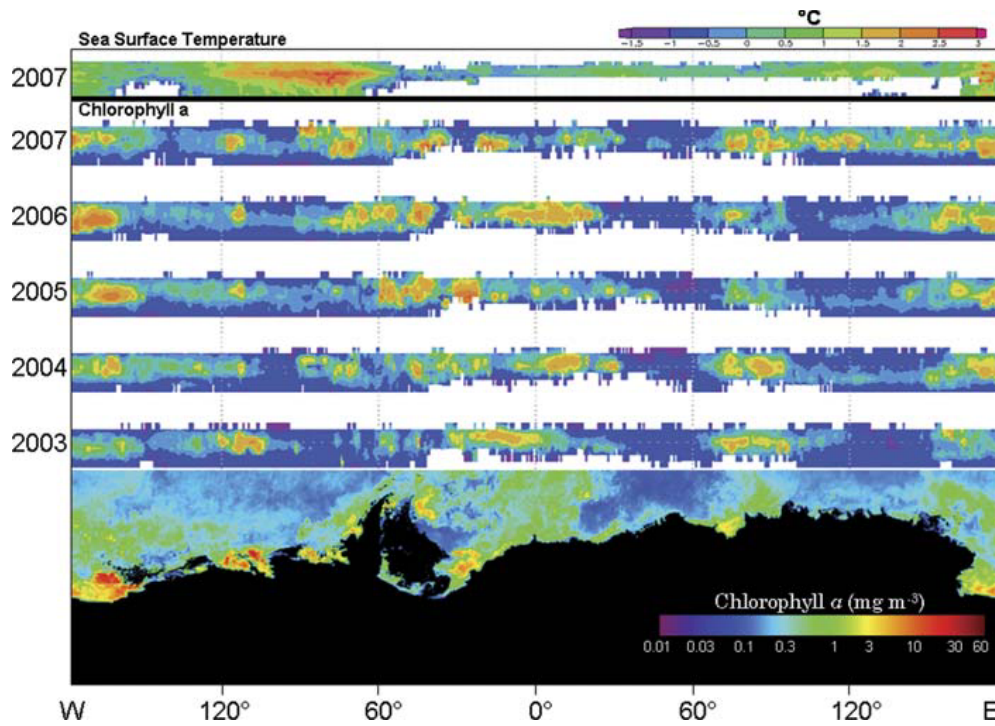 °C
−1.5 −1 −0.5 0 0.5 1 1.5 2 2.5 3
Sea Surface Temperature
2007
Chlorophyll a
2007
2006
2005
2004
2003
Chlorophyll a (mg m⁻³)
0.01 0.03 0.1 0.3 1 3 10 30 60
W 120° 60° 0° 60° 120° E